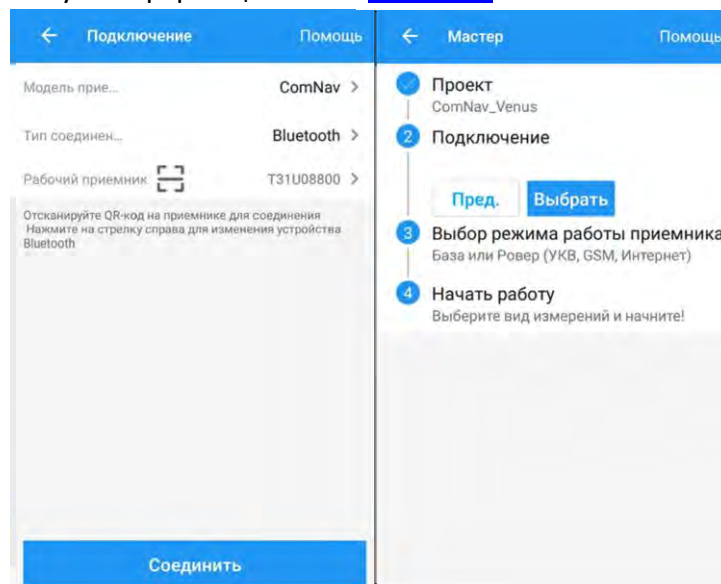 Подключение
Помощь
Модель прие...
ComNav
Тип соединен...
Bluetooth
Рабочий приемник
T31U08800
Отсканируйте QR-код на приемнике для соединения
Нажмите на стрелку справа для изменения устройства
Bluetooth
Соединить
Мастер
Помощь
Проект
ComNav_Venus
2 Подключение
Пред.
Выбрать
3 Выбор режима работы приемника
База или Ровер (УКВ, GSM, Интернет)
4 Начать работу
Выберите вид измерений и начните!